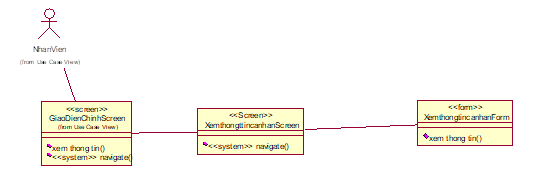 NhanVien
(from Use Case View)
<<screen>>
GiaoDienChinhScreen
(from Use Case View)
xem thong tin()
<<system>> navigate()
<<Screen>>
XemthongttincanhanScreen
<<system>> navigate()
<<form>>
XemthongtincanhanForm
xem thong tin()